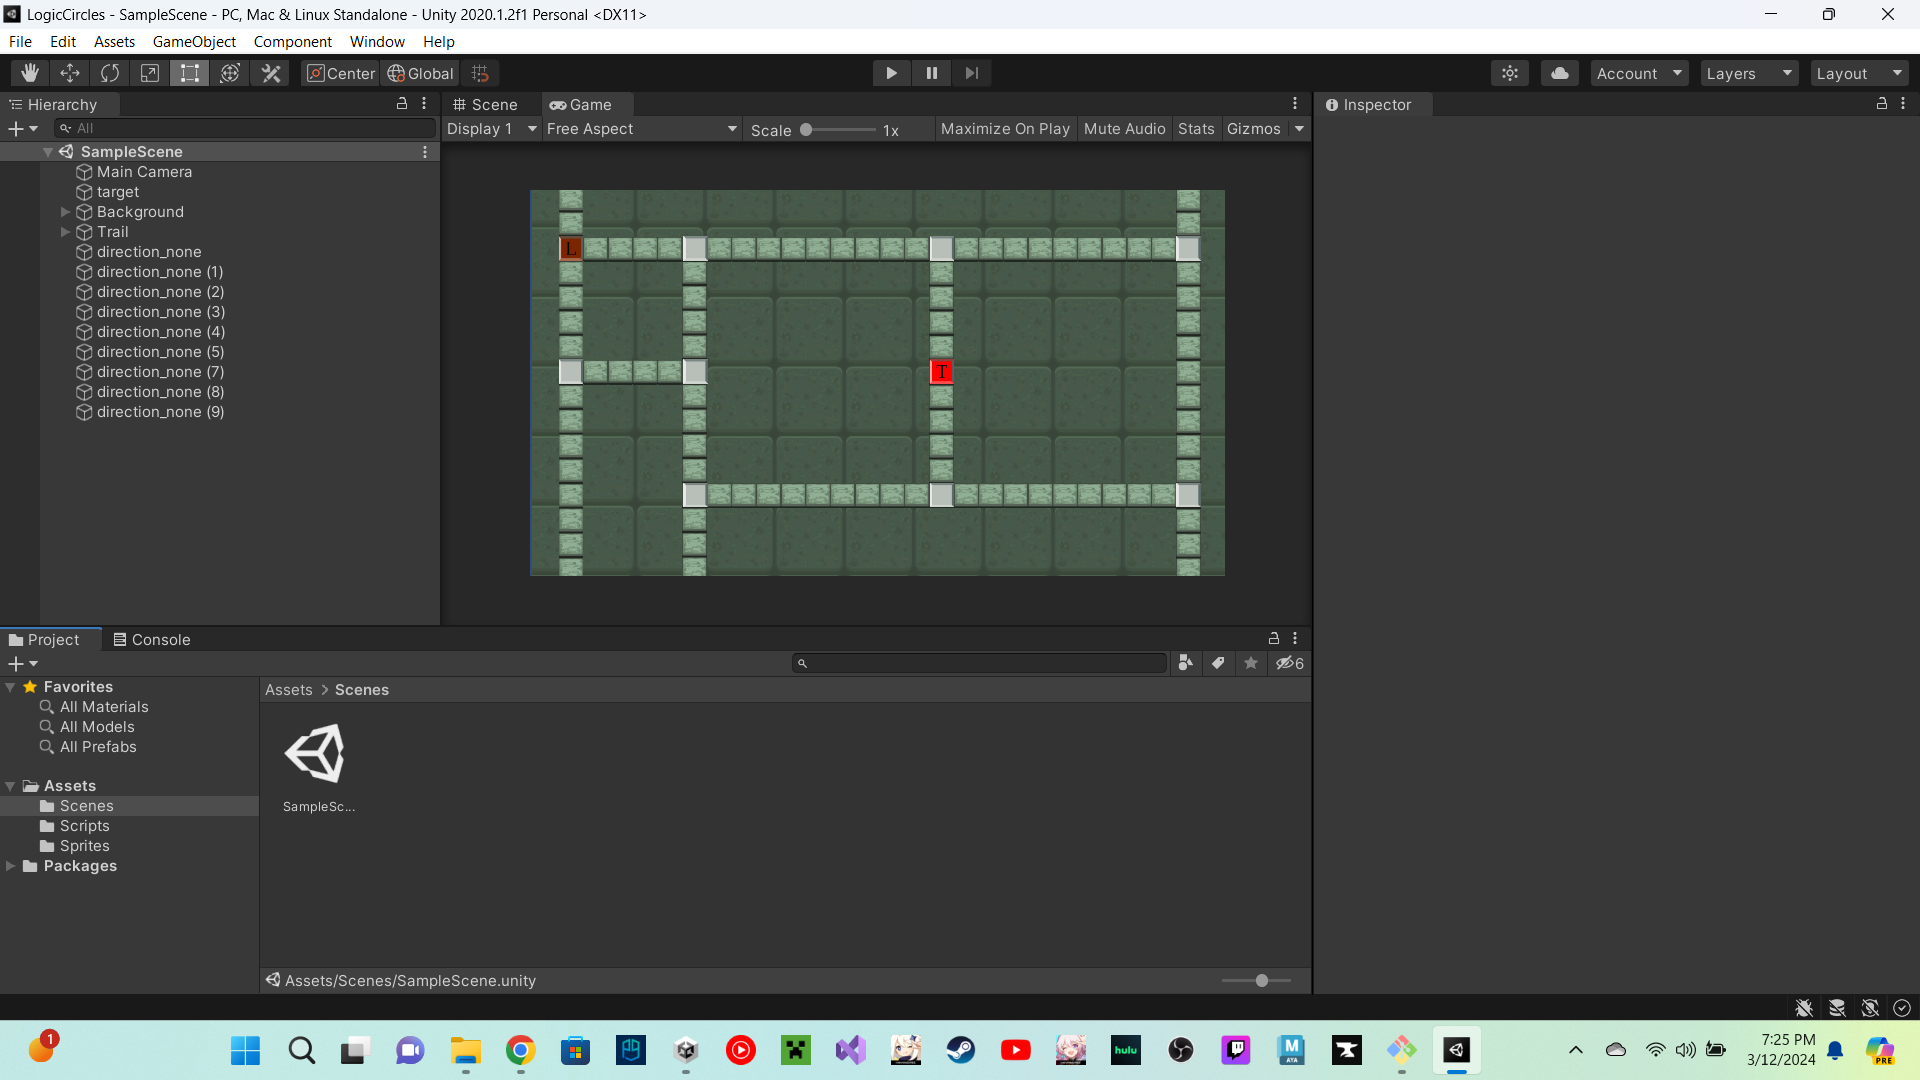 LogicCircles - SampleScene - PC, Mac & Linux Standalone - Unity 2020.1.2f1 Personal <DX11>
File Edit Assets GameObject Component Window Help
Center Global Account Layers Layout
Hierarchy
All
SampleScene
Main Camera
target
Background
Trail
direction_none
direction_none (1)
direction_none (2)
direction_none (3)
direction_none (4)
direction_none (5)
direction_none (7)
direction_none (8)
direction_none (9)
Scene Game
Display 1 Free Aspect Scale 1x Maximize On Play Mute Audio Stats Gizmos
L
T
Inspector
Project Console
6
Favorites
All Materials
All Models
All Prefabs
Assets
Scenes
Scripts
Sprites
Packages
Assets > Scenes
SampleSc...
Assets/Scenes/SampleScene.unity
1
hulu
M
AYA
7:25 PM
3/12/2024
PRE